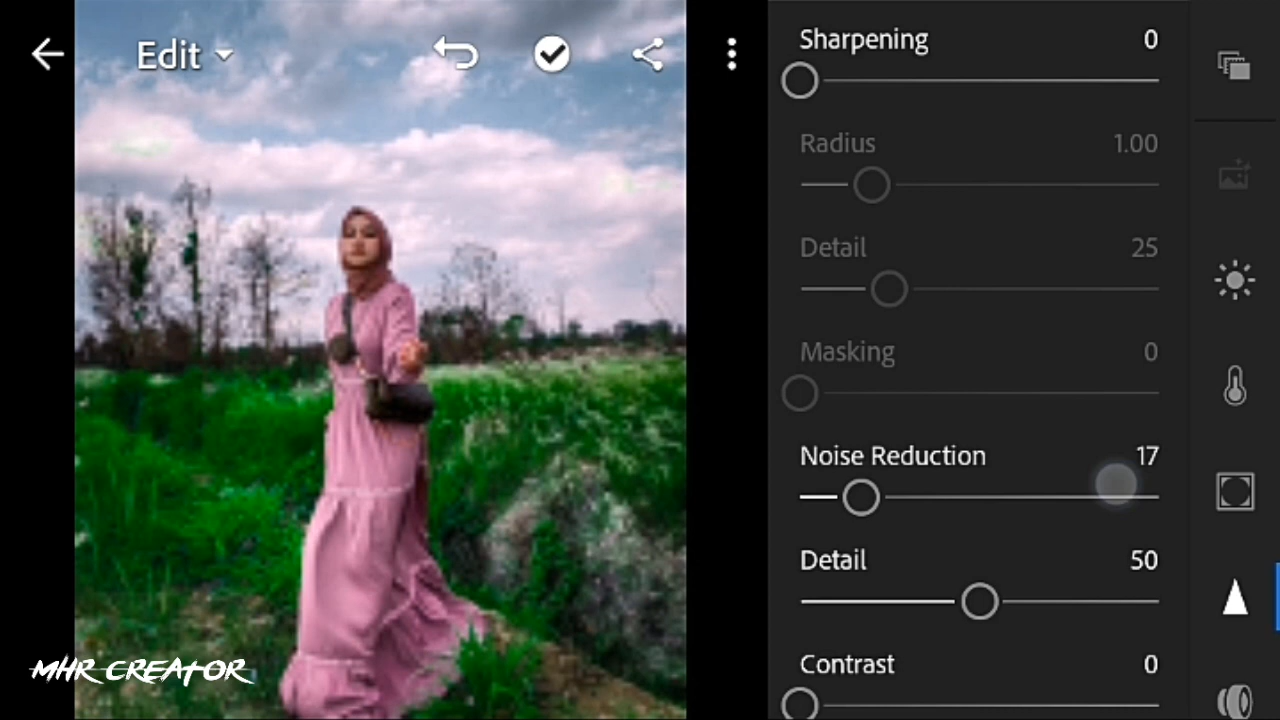 Edit
Sharpening 0
Radius 1.00
Detail 25
Masking 0
Noise Reduction 17
Detail 50
Contrast 0
MHR CREATOR